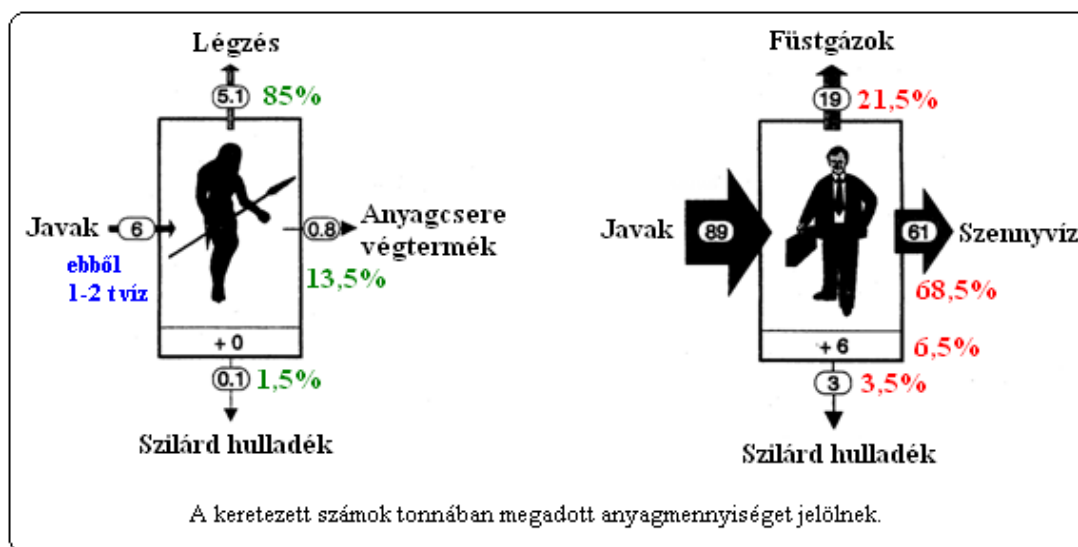 Légzés
5.1 85%
Javak 6
ebből
1-2 t víz
0.8 Anyagcsere
végtermék
13,5%
+ 0
0.1 1,5%
Szilárd hulladék
Füstgázok
19 21,5%
Javak 89
61 Szennyvíz
68,5%
+ 6 6,5%
3 3,5%
Szilárd hulladék
A keretezett számok tonnában megadott anyagmennyiséget jelölnek.